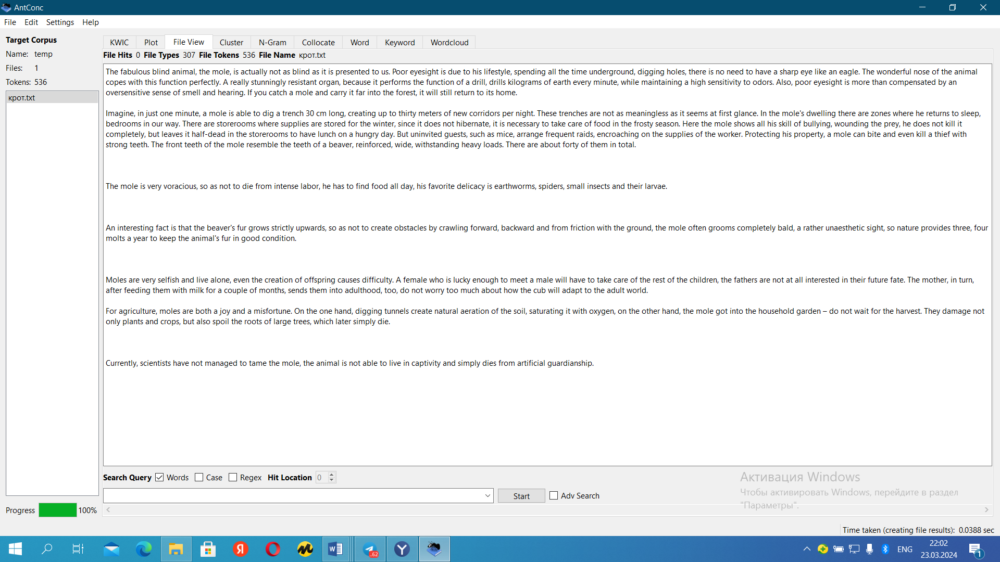 AntConc
File Edit Settings Help
Target Corpus
Name: temp
Files: 1
Tokens: 536
крот.txt
Progress 100%
KWIC Plot File View Cluster N-Gram Collocate Word Keyword Wordcloud
File Hits 0 File Types 307 File Tokens 536 File Name крот.txt
The fabulous blind animal, the mole, is actually not as blind as it is presented to us. Poor eyesight is due to his lifestyle, spending all the time underground, digging holes, there is no need to have a sharp eye like an eagle. The wonderful nose of the animal
copes with this function perfectly. A really stunningly resistant organ, because it performs the function of a drill, drills kilograms of earth every minute, while maintaining a high sensitivity to odors. Also, poor eyesight is more than compensated by an
oversensitive sense of smell and hearing. If you catch a mole and carry it far into the forest, it will still return to its home.
Imagine, in just one minute, a mole is able to dig a trench 30 cm long, creating up to thirty meters of new corridors per night. These trenches are not as meaningless as it seems at first glance. In the mole's dwelling there are zones where he returns to sleep,
bedrooms in our way. There are storerooms where supplies are stored for the winter, since it does not hibernate, it is necessary to take care of food in the frosty season. Here the mole shows all his skill of bullying, wounding the prey, he does not kill it
completely, but leaves it half-dead in the storerooms to have lunch on a hungry day. But uninvited guests, such as mice, arrange frequent raids, encroaching on the supplies of the worker. Protecting his property, a mole can bite and even kill a thief with
strong teeth. The front teeth of the mole resemble the teeth of a beaver, reinforced, wide, withstanding heavy loads. There are about forty of them in total.
The mole is very voracious, so as not to die from intense labor, he has to find food all day, his favorite delicacy is earthworms, spiders, small insects and their larvae.
An interesting fact is that the beaver's fur grows strictly upwards, so as not to create obstacles by crawling forward, backward and from friction with the ground, the mole often grooms completely bald, a rather unaesthetic sight, so nature provides three, four
molts a year to keep the animal's fur in good condition.
Moles are very selfish and live alone, even the creation of offspring causes difficulty. A female who is lucky enough to meet a male will have to take care of the rest of the children, the fathers are not at all interested in their future fate. The mother, in turn,
after feeding them with milk for a couple of months, sends them into adulthood, too, do not worry too much about how the cub will adapt to the adult world.
For agriculture, moles are both a joy and a misfortune. On the one hand, digging tunnels create natural aeration of the soil, saturating it with oxygen, on the other hand, the mole got into the household garden – do not wait for the harvest. They damage not
only plants and crops, but also spoil the roots of large trees, which later simply die.
Currently, scientists have not managed to tame the mole, the animal is not able to live in captivity and simply dies from artificial guardianship.
Search Query Words Case Regex Hit Location 0
Start Adv Search
Активация Windows
Чтобы активировать Windows, перейдите в раздел
"Параметры".
Time taken (creating file results): 0.0388 sec
Я
W
..62
Y
ENG
22:02
23.03.2024
1